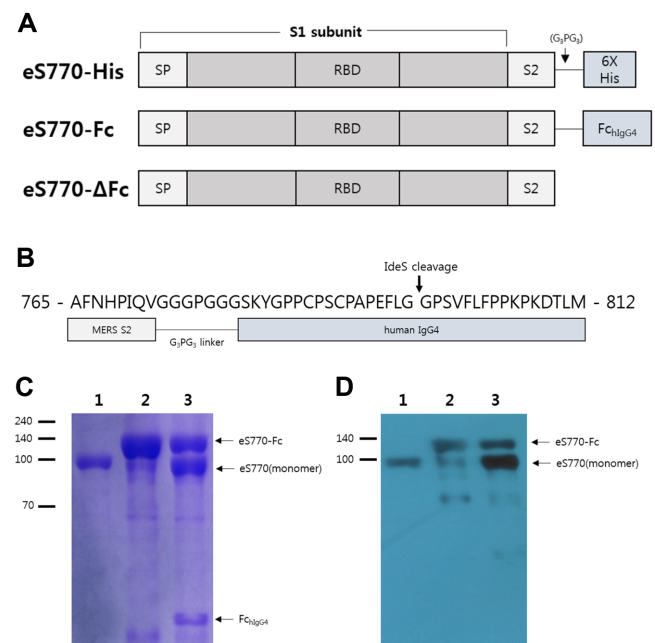 A
S1 subunit
(G₃PG₃)
eS770-His SP RBD S2 6X His
eS770-Fc SP RBD S2 FchIgG4
eS770-ΔFc SP RBD S2
B
IdeS cleavage
765 - AFNHPIQVGGGPGGGSKYGPPCPSCPAPEFLG GPSVFLFPPKPKDTLM - 812
MERS S2 G₃PG₃ linker human IgG4
C
1 2 3
240
140
100
70
eS770-Fc
eS770(monomer)
FchIgG4
D
1 2 3
140
100
eS770-Fc
eS770(monomer)